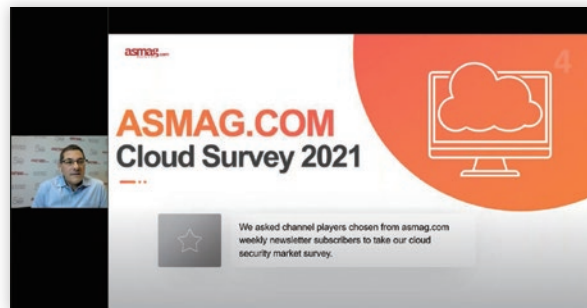 asmag.com
4
ASMAG.COM
Cloud Survey 2021
We asked channel players chosen from asmag.com
weekly newsletter subscribers to take our cloud
security market survey.